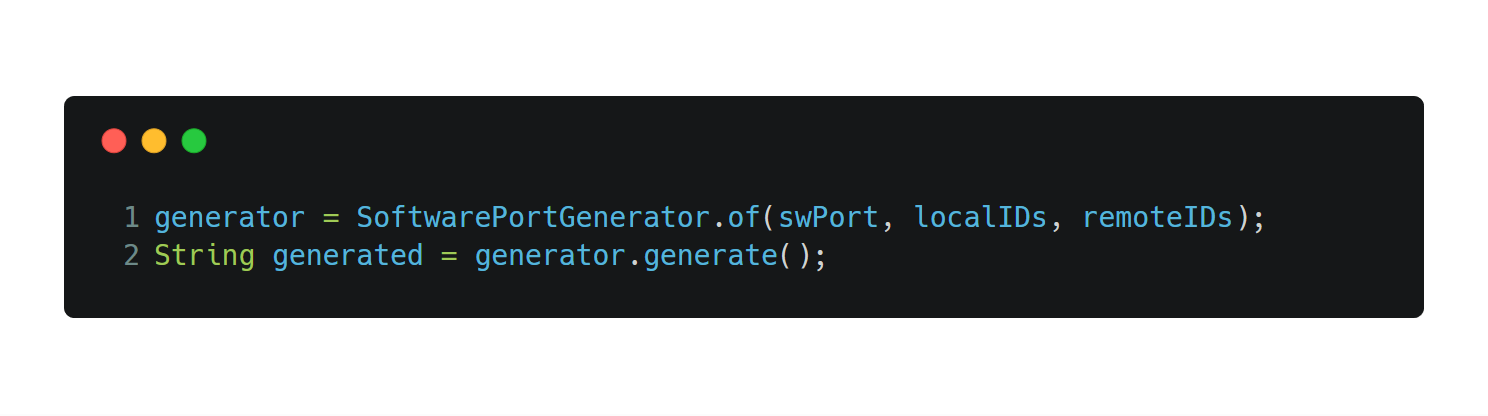 1 generator = SoftwarePortGenerator.of(swPort, localIDs, remoteIDs);
2 String generated = generator.generate();